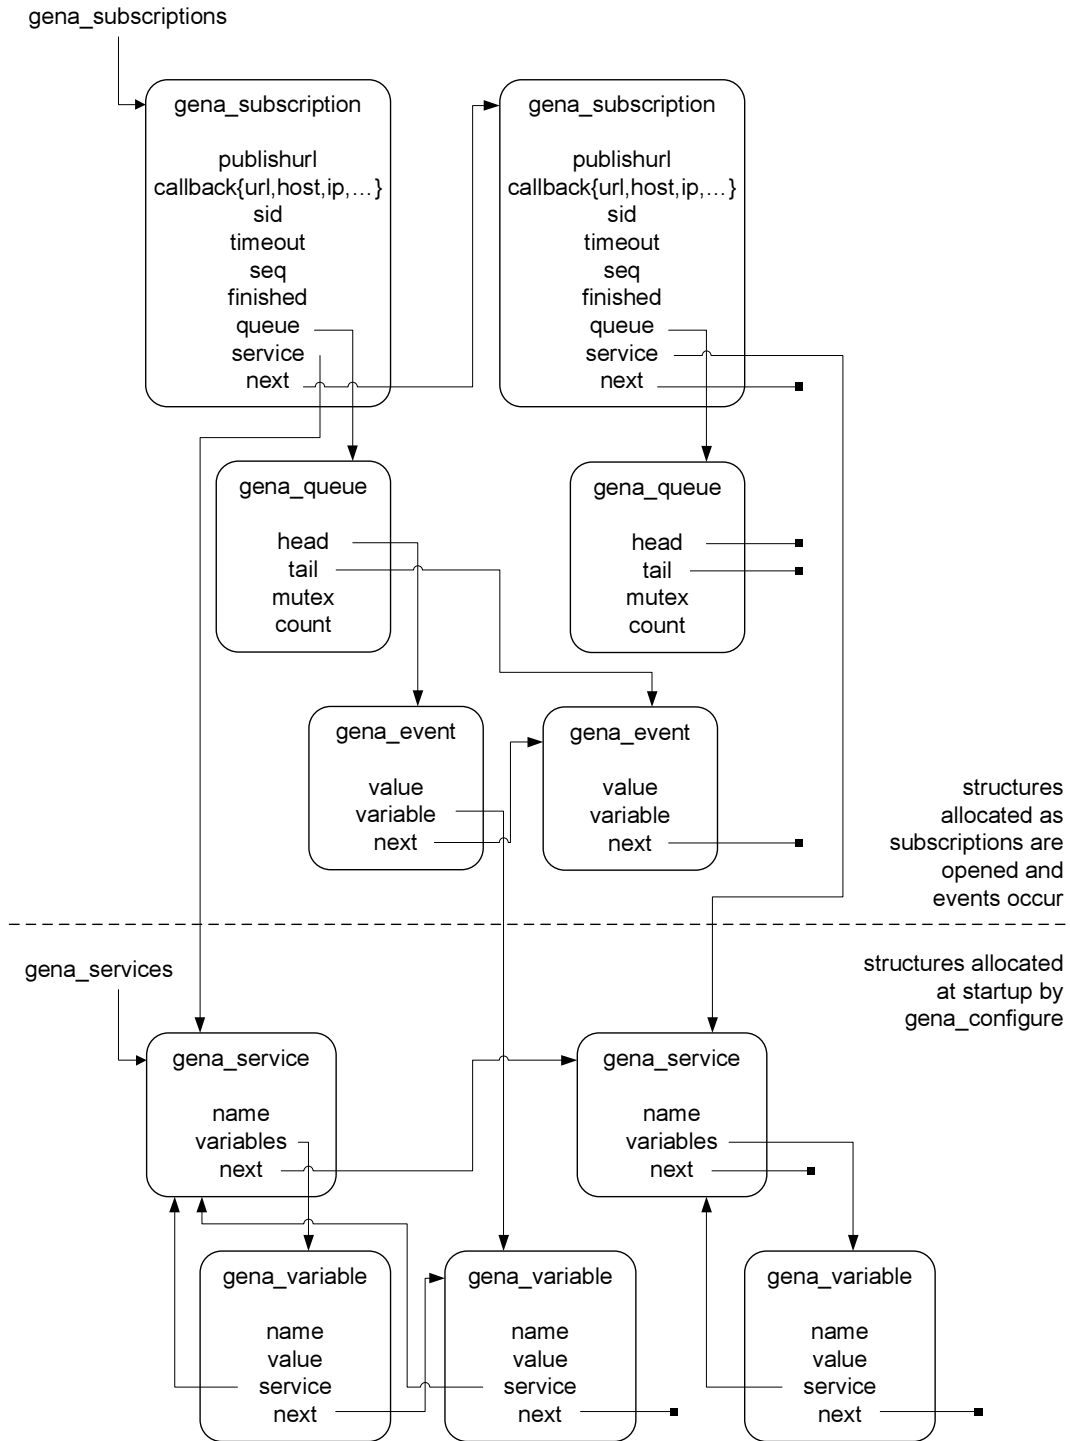 gena_subscriptions
gena_subscription
publishurl
callback{url,host,ip,…}
sid
timeout
seq
finished
queue
service
next
gena_subscription
publishurl
callback{url,host,ip,…}
sid
timeout
seq
finished
queue
service
next
gena_queue
head
tail
mutex
count
gena_queue
head
tail
mutex
count
gena_event
value
variable
next
gena_event
value
variable
next
structures
allocated as
subscriptions are
opened and
events occur
gena_services
structures allocated
at startup by
gena_configure
gena_service
name
variables
next
gena_service
name
variables
next
gena_variable
name
value
service
next
gena_variable
name
value
service
next
gena_variable
name
value
service
next